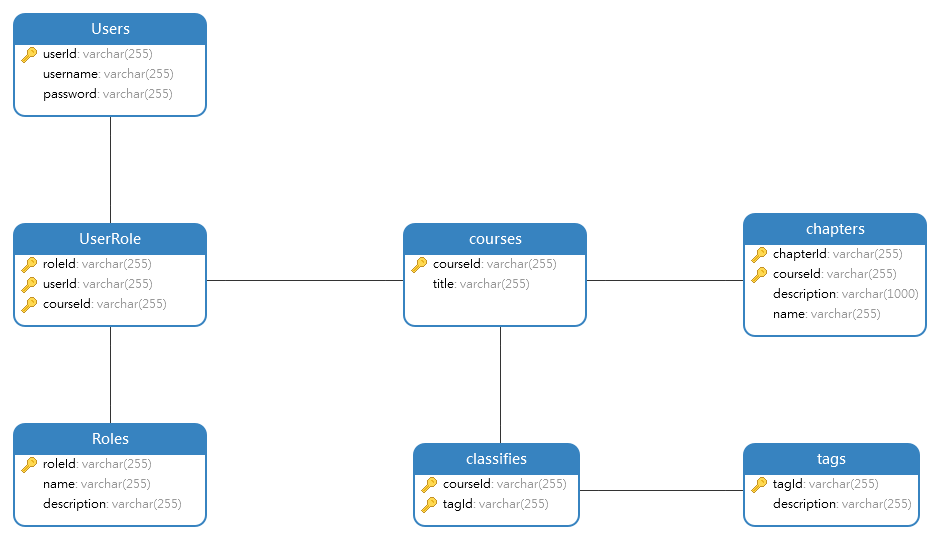 Users
userId: varchar(255)
username: varchar(255)
password: varchar(255)
UserRole
roleId: varchar(255)
userId: varchar(255)
courseId: varchar(255)
courses
courseId: varchar(255)
title: varchar(255)
chapters
chapterId: varchar(255)
courseId: varchar(255)
description: varchar(1000)
name: varchar(255)
Roles
roleId: varchar(255)
name: varchar(255)
description: varchar(255)
classifies
courseId: varchar(255)
tagId: varchar(255)
tags
tagId: varchar(255)
description: varchar(255)